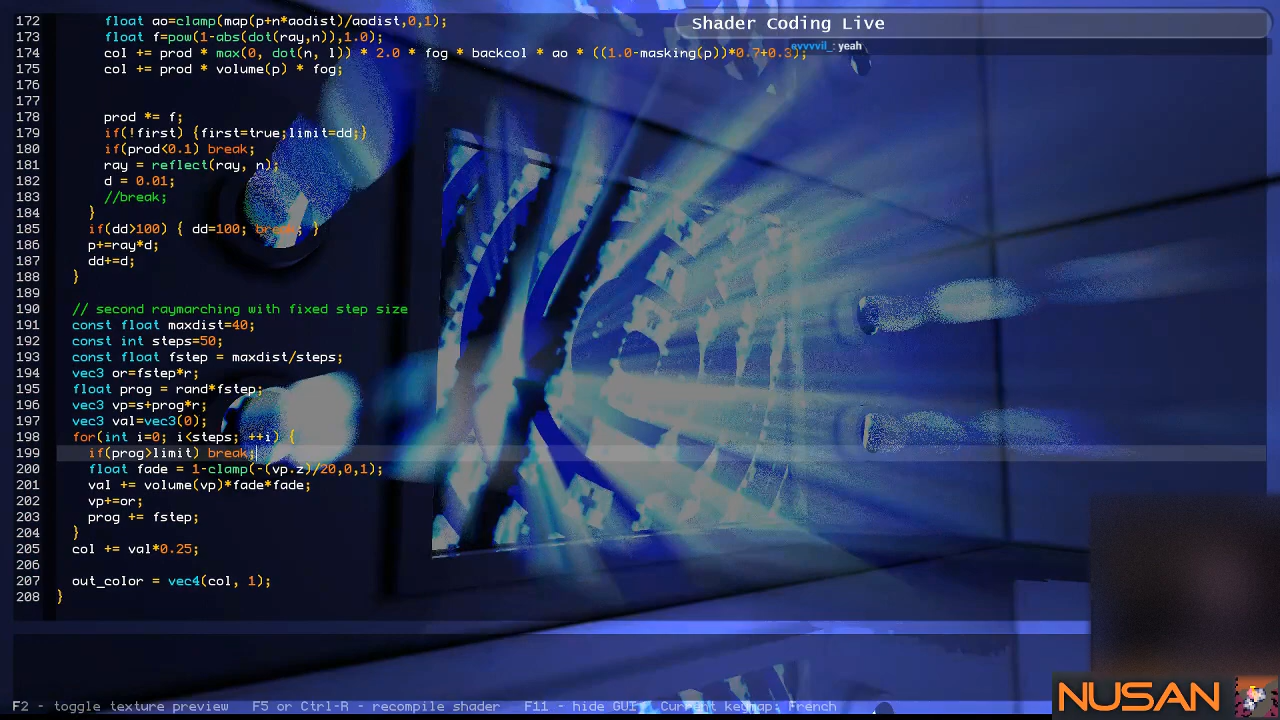 Shader Coding Live
evvvvil_: yeah
172 float ao=clamp(map(p+n*aodist)/aodist,0,1);
173 float f=pow(1-abs(dot(ray,n)),1.0);
174 col += prod * max(0, dot(n, l)) * 2.0 * fog * backcol * ao * ((1.0-masking(p))*0.7+0.3);
175 col += prod * volume(p) * fog;
176
177
178 prod *= f;
179 if(!first) {first=true;limit=dd;}
180 if(prod<0.1) break;
181 ray = reflect(ray, n);
182 d = 0.01;
183 //break;
184 }
185 if(dd>100) { dd=100; break; }
186 p+=ray*d;
187 dd+=d;
188 }
189
190 // second raymarching with fixed step size
191 const float maxdist=40;
192 const int steps=50;
193 const float fstep = maxdist/steps;
194 vec3 or=fstep*r;
195 float prog = rand*fstep;
196 vec3 vp=s+prog*r;
197 vec3 val=vec3(0);
198 for(int i=0; i<steps; ++i) {
199 if(prog>limit) break;
200 float fade = 1-clamp(-(vp.z)/20,0,1);
201 val += volume(vp)*fade*fade;
202 vp+=or;
203 prog += fstep;
204 }
205 col += val*0.25;
206
207 out_color = vec4(col, 1);
208 }
F2 - toggle texture preview F5 or Ctrl-R - recompile shader F11 - hide GUI Current keymap: French
NUSAN